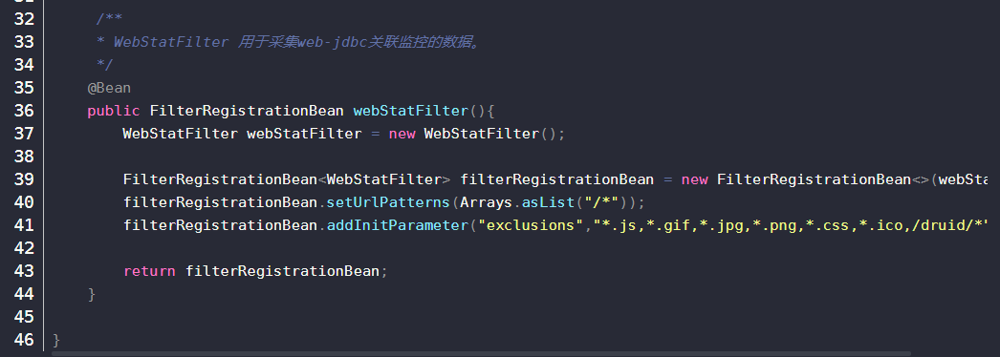 32 /**
33 * WebStatFilter 用于采集web-jdbc关联监控的数据。
34 */
35 @Bean
36 public FilterRegistrationBean webStatFilter(){
37 WebStatFilter webStatFilter = new WebStatFilter();
38
39 FilterRegistrationBean<WebStatFilter> filterRegistrationBean = new FilterRegistrationBean<>(webSta
40 filterRegistrationBean.setUrlPatterns(Arrays.asList("/*"));
41 filterRegistrationBean.addInitParameter("exclusions","*.js,*.gif,*.jpg,*.png,*.css,*.ico,/druid/*"
42
43 return filterRegistrationBean;
44 }
45
46 }